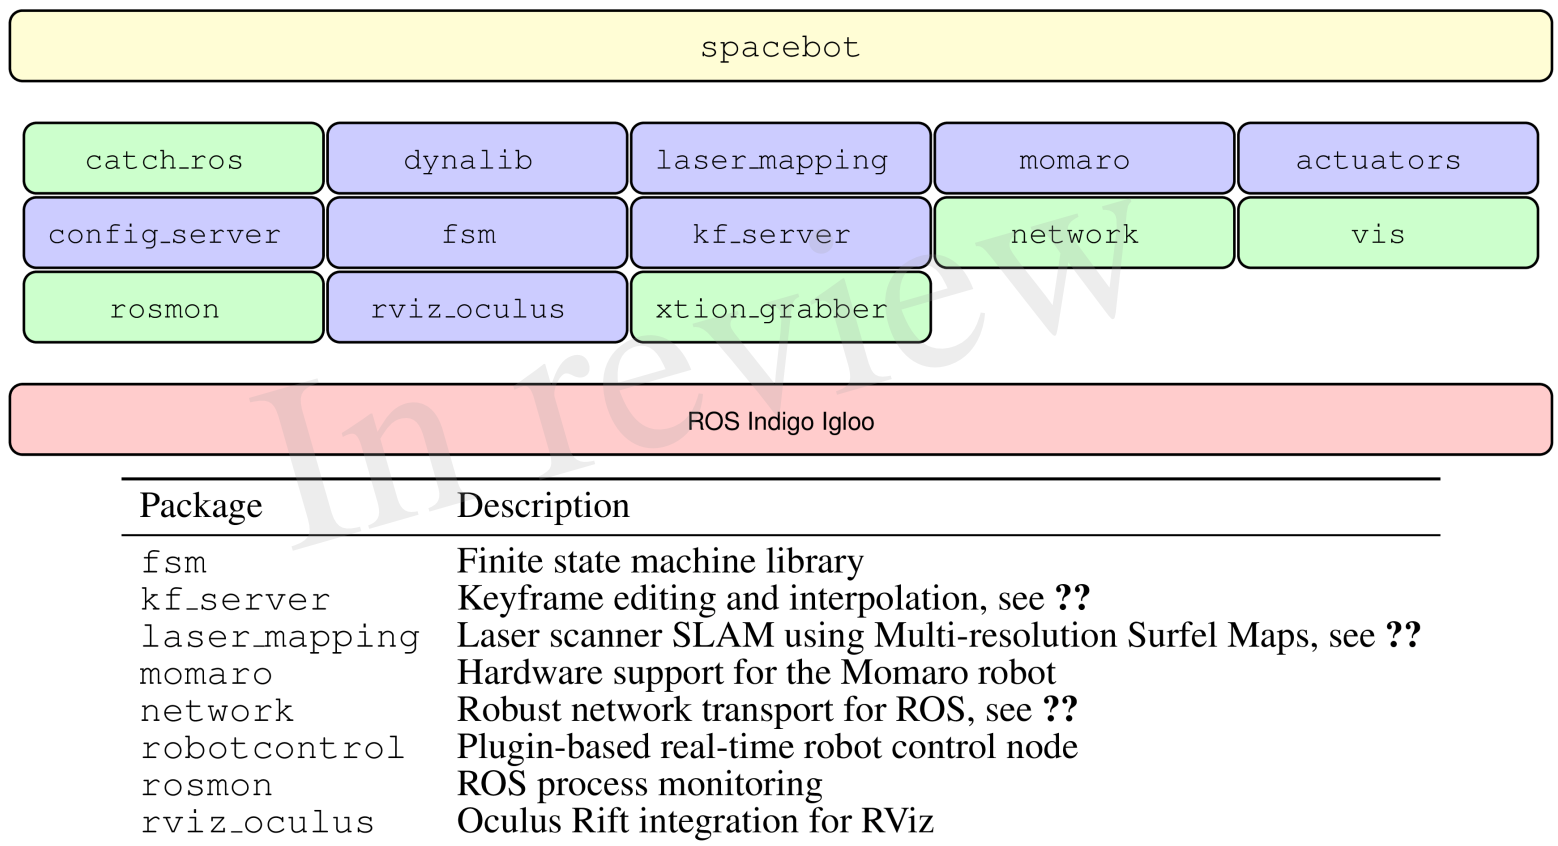 spacebot
catch_ros dynalib laser_mapping momaro actuators
config_server fsm kf_server network vis
rosmon rviz_oculus xtion_grabber
In review
ROS Indigo Igloo
Package Description
fsm Finite state machine library
kf_server Keyframe editing and interpolation, see ??
laser_mapping Laser scanner SLAM using Multi-resolution Surfel Maps, see ??
momaro Hardware support for the Momaro robot
network Robust network transport for ROS, see ??
robotcontrol Plugin-based real-time robot control node
rosmon ROS process monitoring
rviz_oculus Oculus Rift integration for RViz